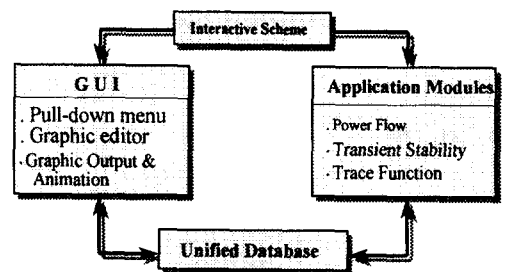 Interactive Scheme
G U I
. Pull-down menu
. Graphic editor
. Graphic Output &
Animation
Application Modules
. Power Flow
. Transient Stability
. Trace Function
Unified Database